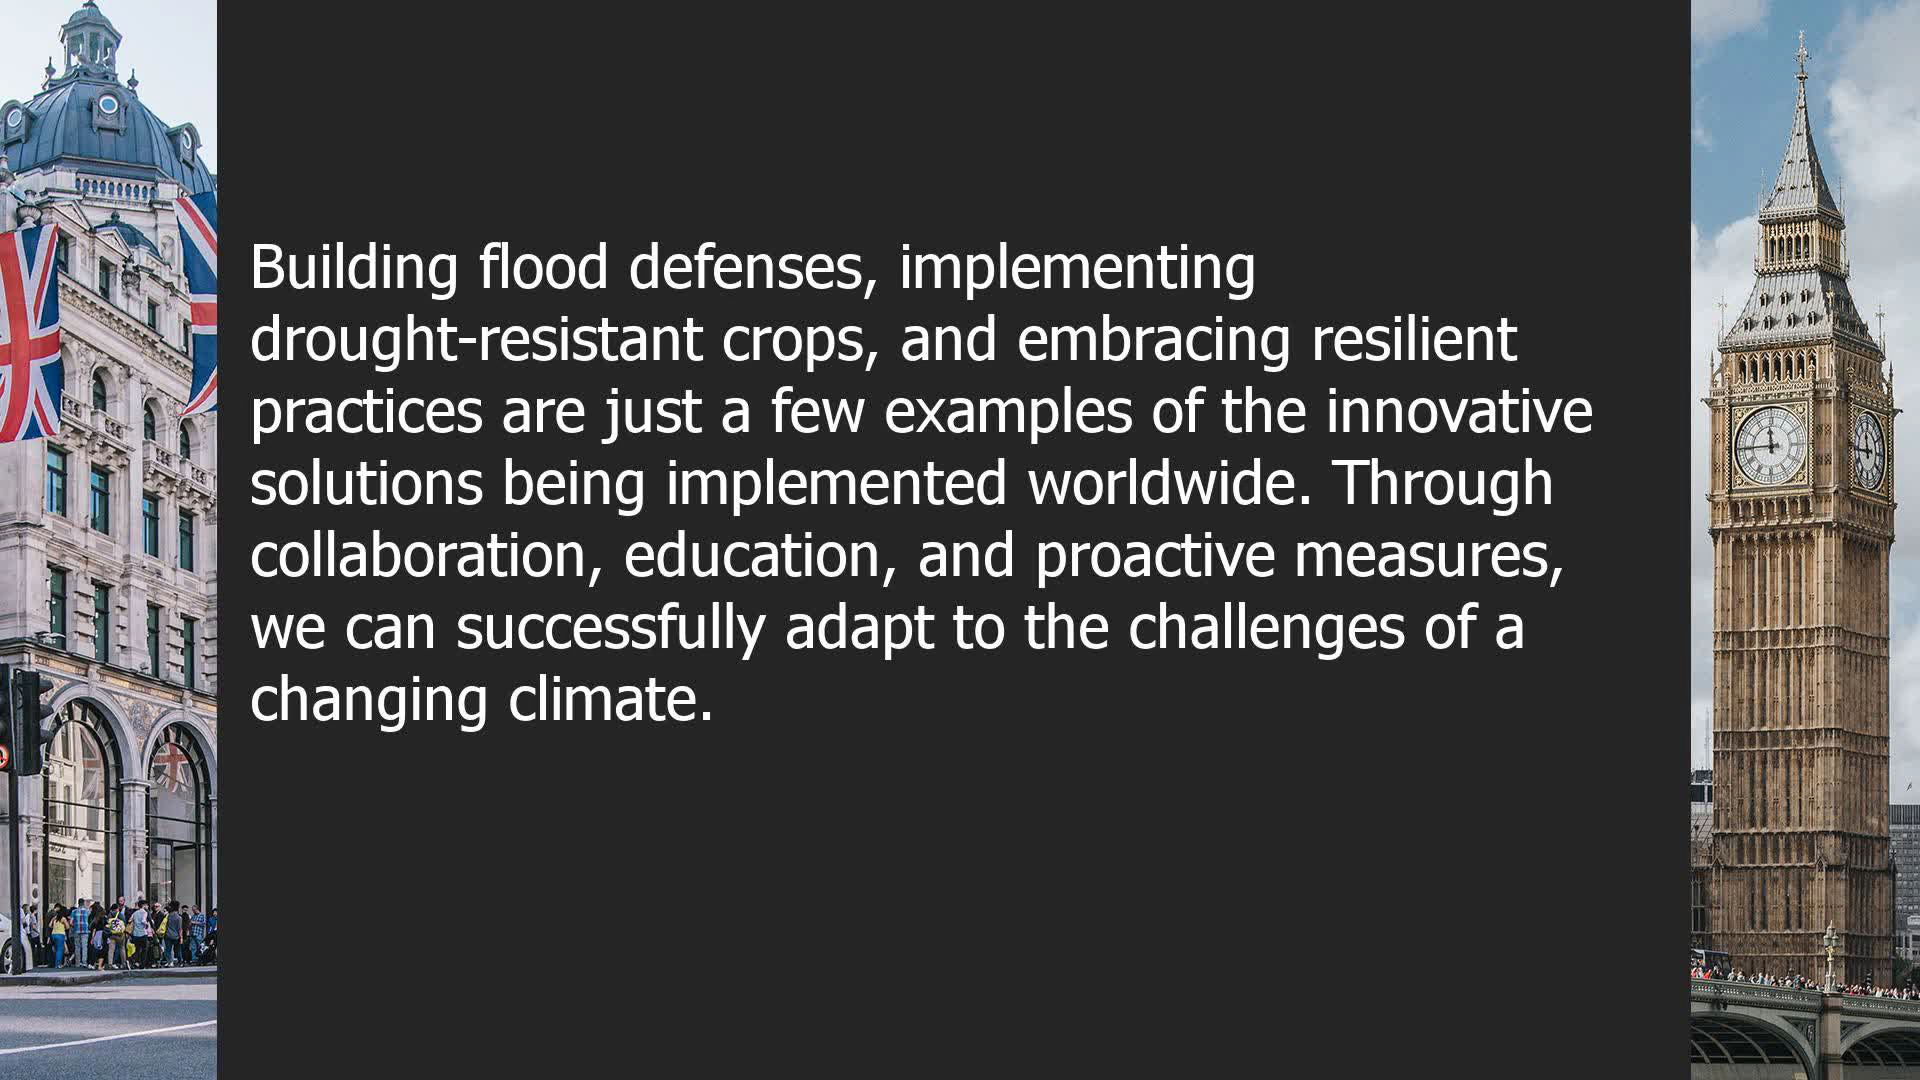 Building flood defenses, implementing
drought-resistant crops, and embracing resilient
practices are just a few examples of the innovative
solutions being implemented worldwide. Through
collaboration, education, and proactive measures,
we can successfully adapt to the challenges of a
changing climate.